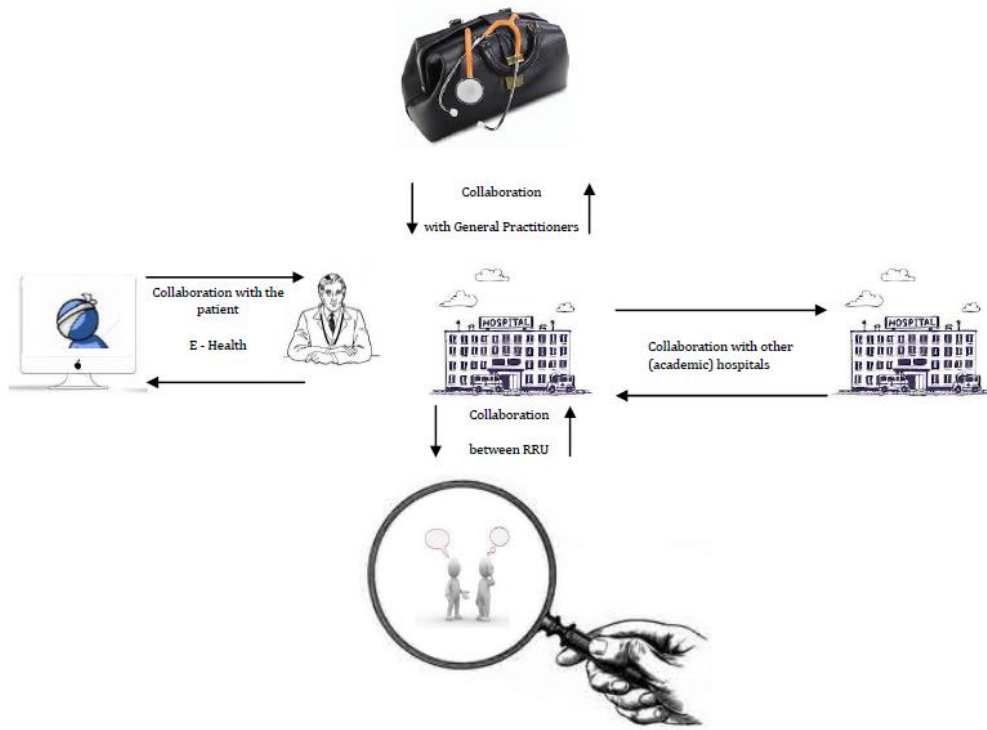 Collaboration
with General Practitioners
Collaboration with the
patient
E - Health
HOSPITAL
Collaboration with other
(academic) hospitals
HOSPITAL
Collaboration
between RRU